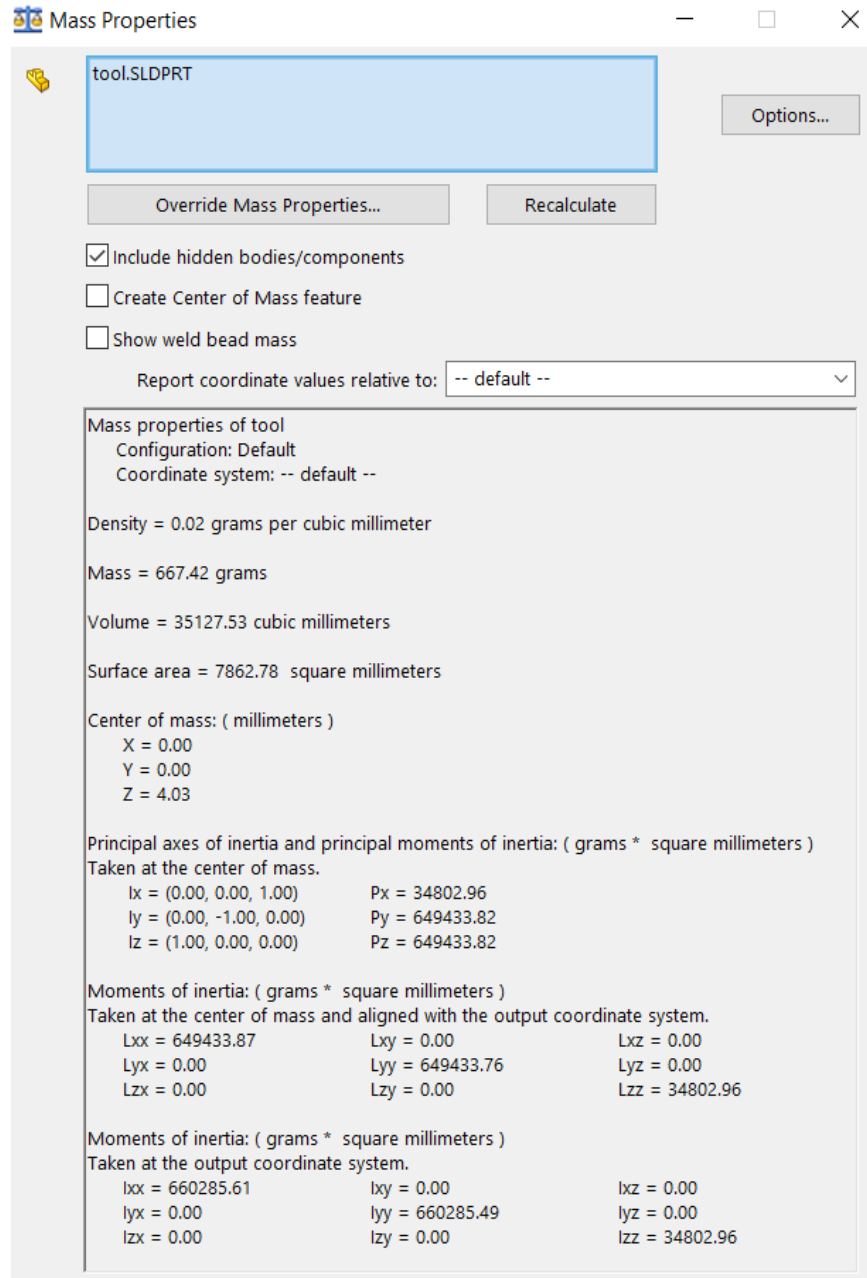 Mass Properties
tool.SLDPRT
Options...
Override Mass Properties...
Recalculate
Include hidden bodies/components
Create Center of Mass feature
Show weld bead mass
Report coordinate values relative to: -- default --
Mass properties of tool
Configuration: Default
Coordinate system: -- default --
Density = 0.02 grams per cubic millimeter
Mass = 667.42 grams
Volume = 35127.53 cubic millimeters
Surface area = 7862.78 square millimeters
Center of mass: ( millimeters )
X = 0.00
Y = 0.00
Z = 4.03
Principal axes of inertia and principal moments of inertia: ( grams * square millimeters )
Taken at the center of mass.
Ix = (0.00, 0.00, 1.00) Px = 34802.96
Iy = (0.00, -1.00, 0.00) Py = 649433.82
Iz = (1.00, 0.00, 0.00) Pz = 649433.82
Moments of inertia: ( grams * square millimeters )
Taken at the center of mass and aligned with the output coordinate system.
Lxx = 649433.87 Lxy = 0.00 Lxz = 0.00
Lyx = 0.00 Lyy = 649433.76 Lyz = 0.00
Lzx = 0.00 Lzy = 0.00 Lzz = 34802.96
Moments of inertia: ( grams * square millimeters )
Taken at the output coordinate system.
Ixx = 660285.61 Ixy = 0.00 Ixz = 0.00
Iyx = 0.00 Iyy = 660285.49 Iyz = 0.00
Izx = 0.00 Izy = 0.00 Izz = 34802.96